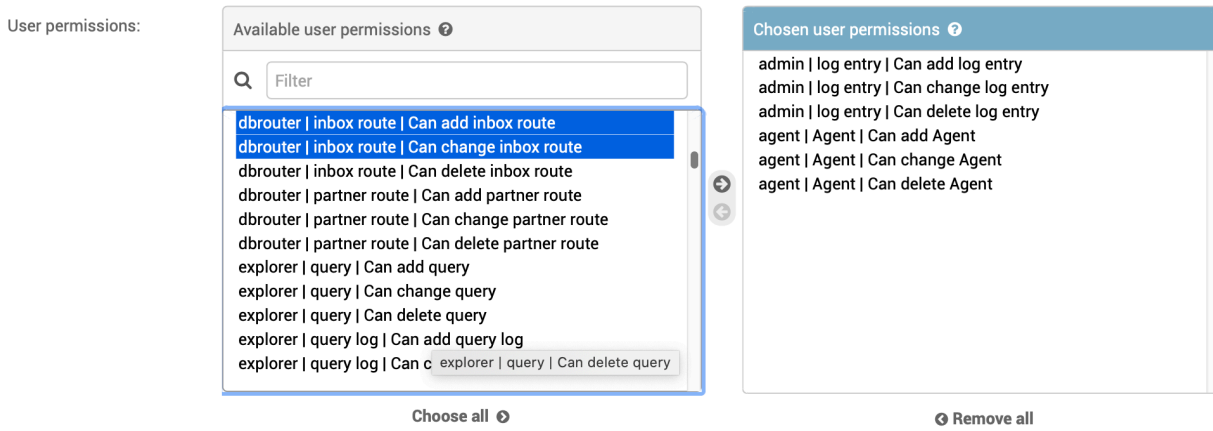 User permissions:
Available user permissions
Filter
dbrouter | inbox route | Can add inbox route
dbrouter | inbox route | Can change inbox route
dbrouter | inbox route | Can delete inbox route
dbrouter | partner route | Can add partner route
dbrouter | partner route | Can change partner route
dbrouter | partner route | Can delete partner route
explorer | query | Can add query
explorer | query | Can change query
explorer | query | Can delete query
explorer | query log | Can add query log
explorer | query log | Can c
explorer | query | Can delete query
Choose all
Chosen user permissions
admin | log entry | Can add log entry
admin | log entry | Can change log entry
admin | log entry | Can delete log entry
agent | Agent | Can add Agent
agent | Agent | Can change Agent
agent | Agent | Can delete Agent
Remove all